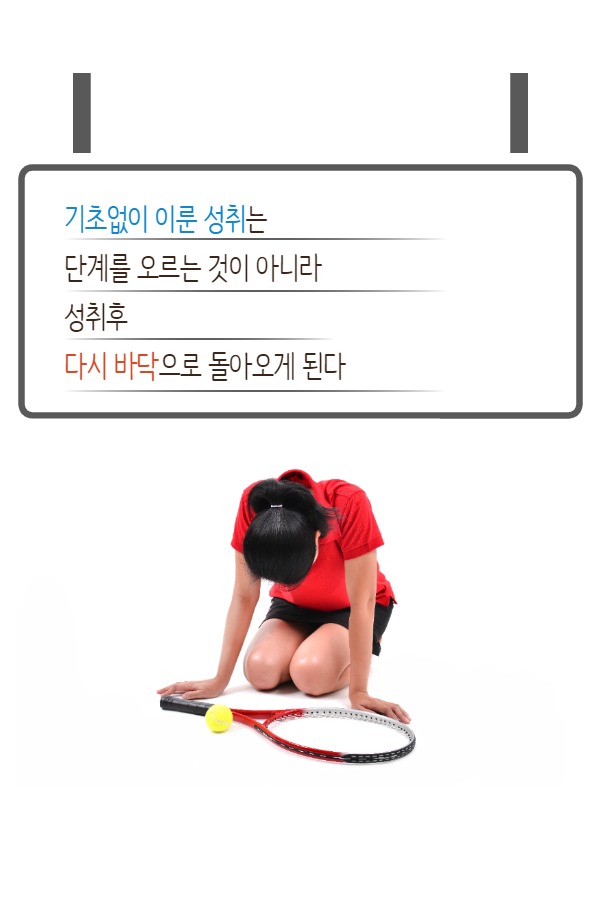 기초없이 이룬 성취는
단계를 오르는 것이 아니라
성취후
다시 바닥으로 돌아오게 된다